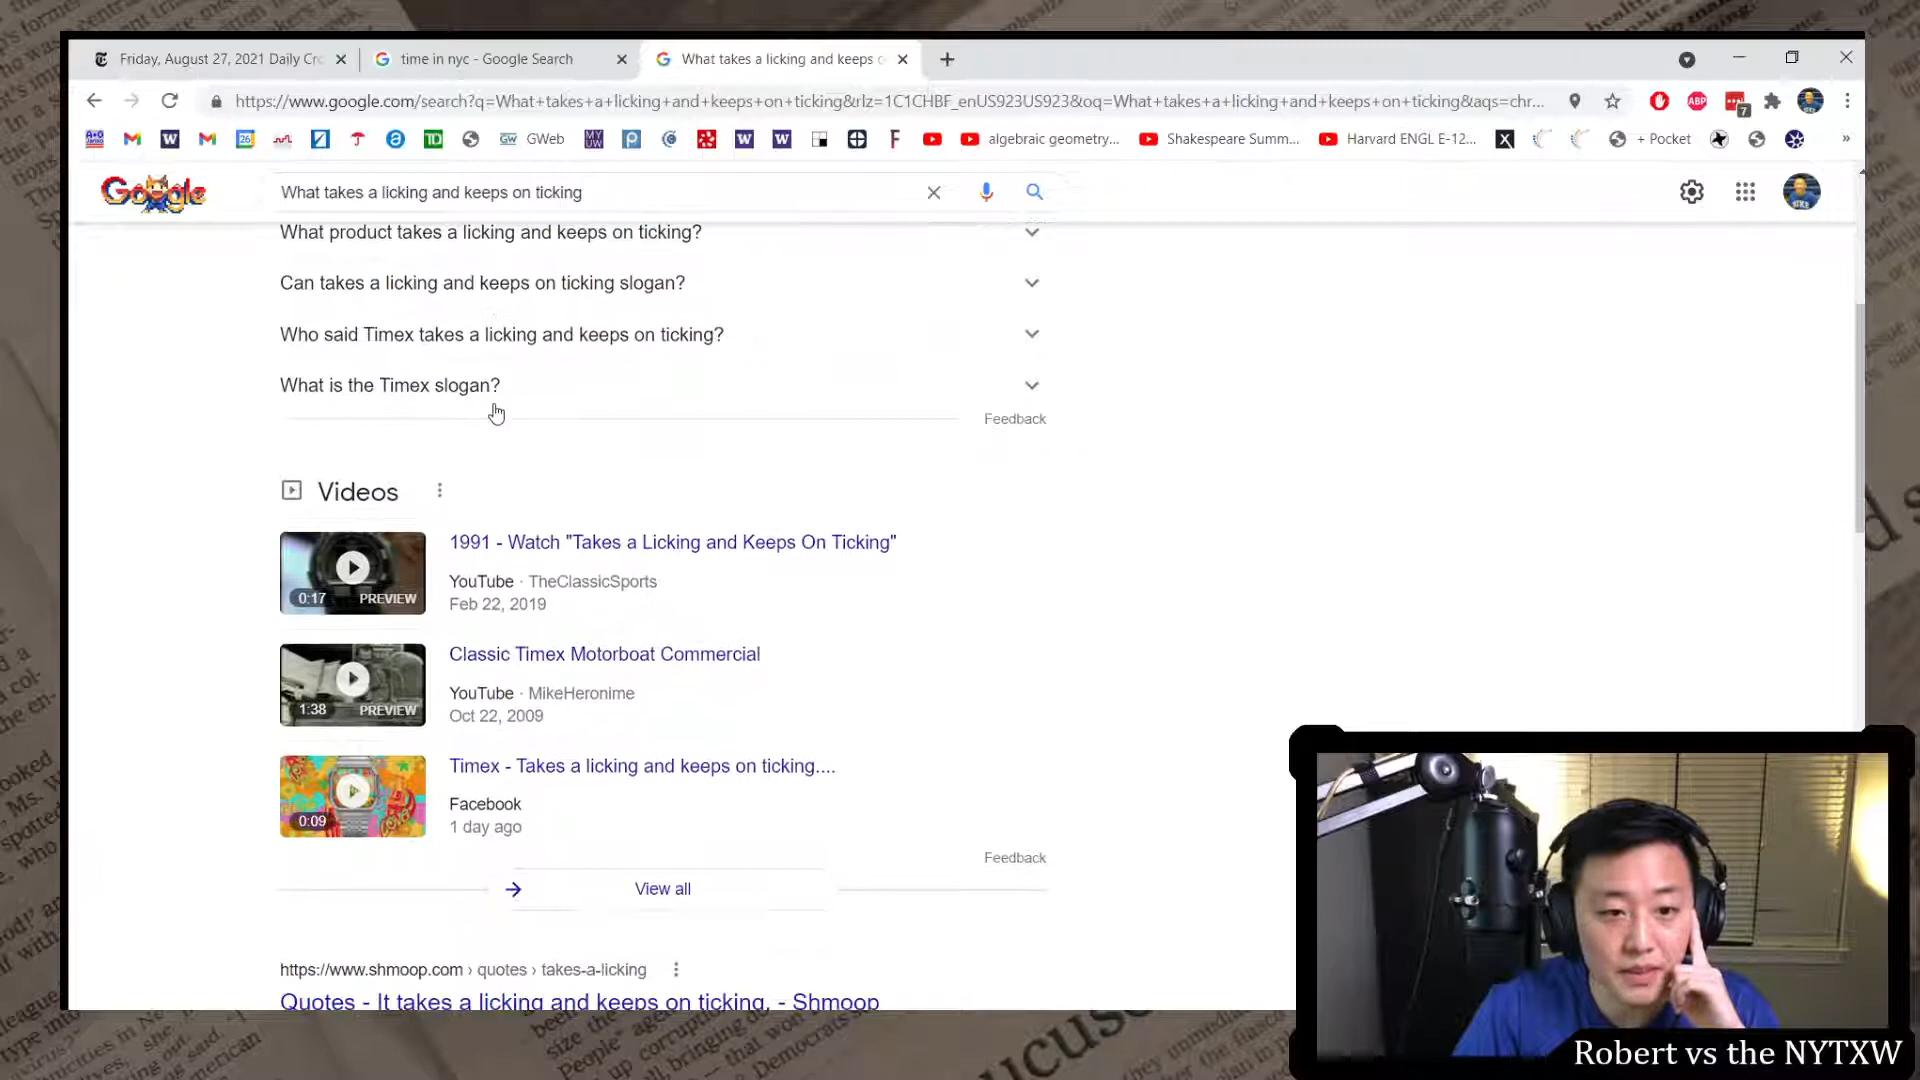 Friday, August 27, 2021 Daily Cr
time in nyc - Google Search
What takes a licking and keeps o
https://www.google.com/search?q=What+takes+a+licking+and+keeps+on+ticking&rlz=1C1CHBF_enUS923US923&oq=What+takes+a+licking+and+keeps+on+ticking&aqs=chr...
ABP
7
GWeb
algebraic geometry...
Shakespeare Summ...
Harvard ENGL E-12...
+ Pocket
Google
What takes a licking and keeps on ticking
What product takes a licking and keeps on ticking?
Can takes a licking and keeps on ticking slogan?
Who said Timex takes a licking and keeps on ticking?
What is the Timex slogan?
Feedback
Videos
1991 - Watch "Takes a Licking and Keeps On Ticking"
YouTube · TheClassicSports
Feb 22, 2019
0:17 PREVIEW
Classic Timex Motorboat Commercial
YouTube · MikeHeronime
Oct 22, 2009
1:38 PREVIEW
Timex - Takes a licking and keeps on ticking....
Facebook
1 day ago
0:09
Feedback
View all
https://www.shmoop.com › quotes › takes-a-licking
Quotes - It takes a licking and keeps on ticking. - Shmoop
Robert vs the NYTXW